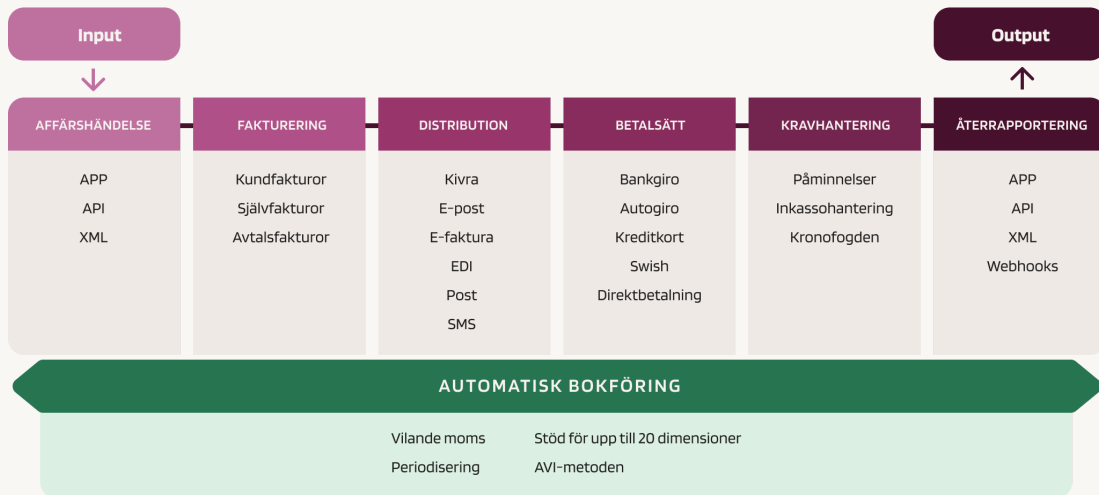 Input
Output
AFFÄRSHÄNDELSE
APP
API
XML
FAKTURERING
Kundfakturor
Självfakturor
Avtalsfakturor
DISTRIBUTION
Kivra
E-post
E-faktura
EDI
Post
SMS
BETALSÄTT
Bankgiro
Autogiro
Kreditkort
Swish
Direktbetalning
KRAVHANTERING
Påminnelser
Inkassohantering
Kronofogden
ÅTERRAPPORTERING
APP
API
XML
Webhooks
AUTOMATISK BOKFÖRING
Vilande moms
Periodisering
Stöd för upp till 20 dimensioner
AVI-metoden